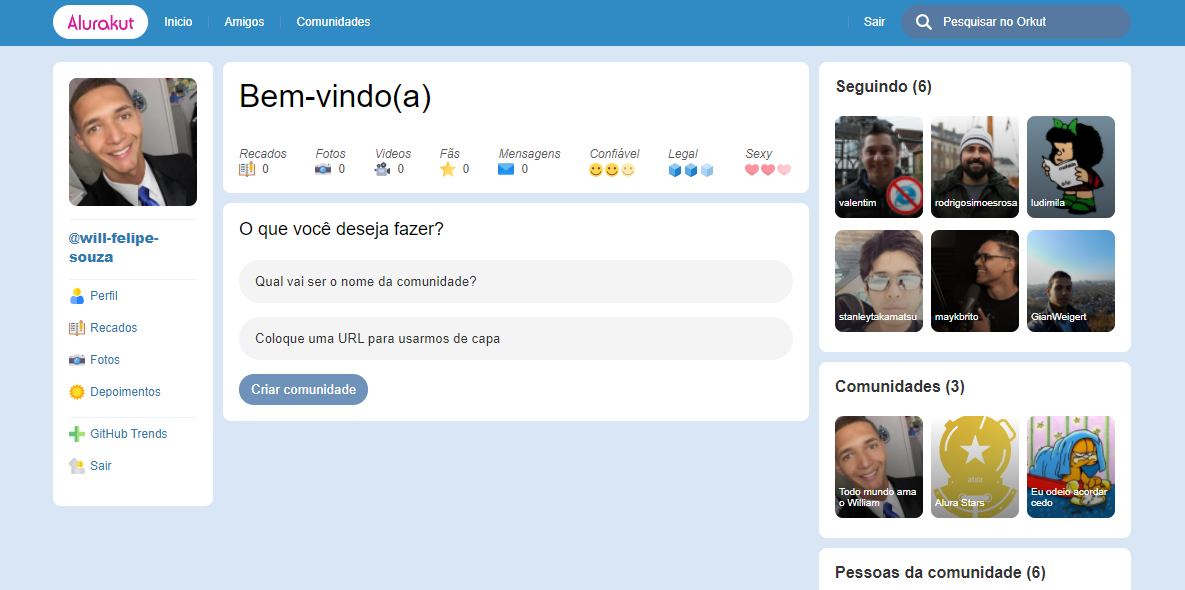 Alurakut
Inicio
Amigos
Comunidades
Sair
Pesquisar no Orkut
@will-felipe-
souza
Perfil
Recados
Fotos
Depoimentos
GitHub Trends
Sair
Bem-vindo(a)
Recados Fotos Videos Fãs Mensagens Confiável Legal Sexy
0 0 0 0 0
O que você deseja fazer?
Qual vai ser o nome da comunidade?
Coloque uma URL para usarmos de capa
Criar comunidade
Seguindo (6)
valentim rodrigosimoesrosa ludimila
stanleytakamatsu maykbrito GianWeigert
Comunidades (3)
Todo mundo ama
o William
Alura Stars
Eu odeio acordar
cedo
Pessoas da comunidade (6)